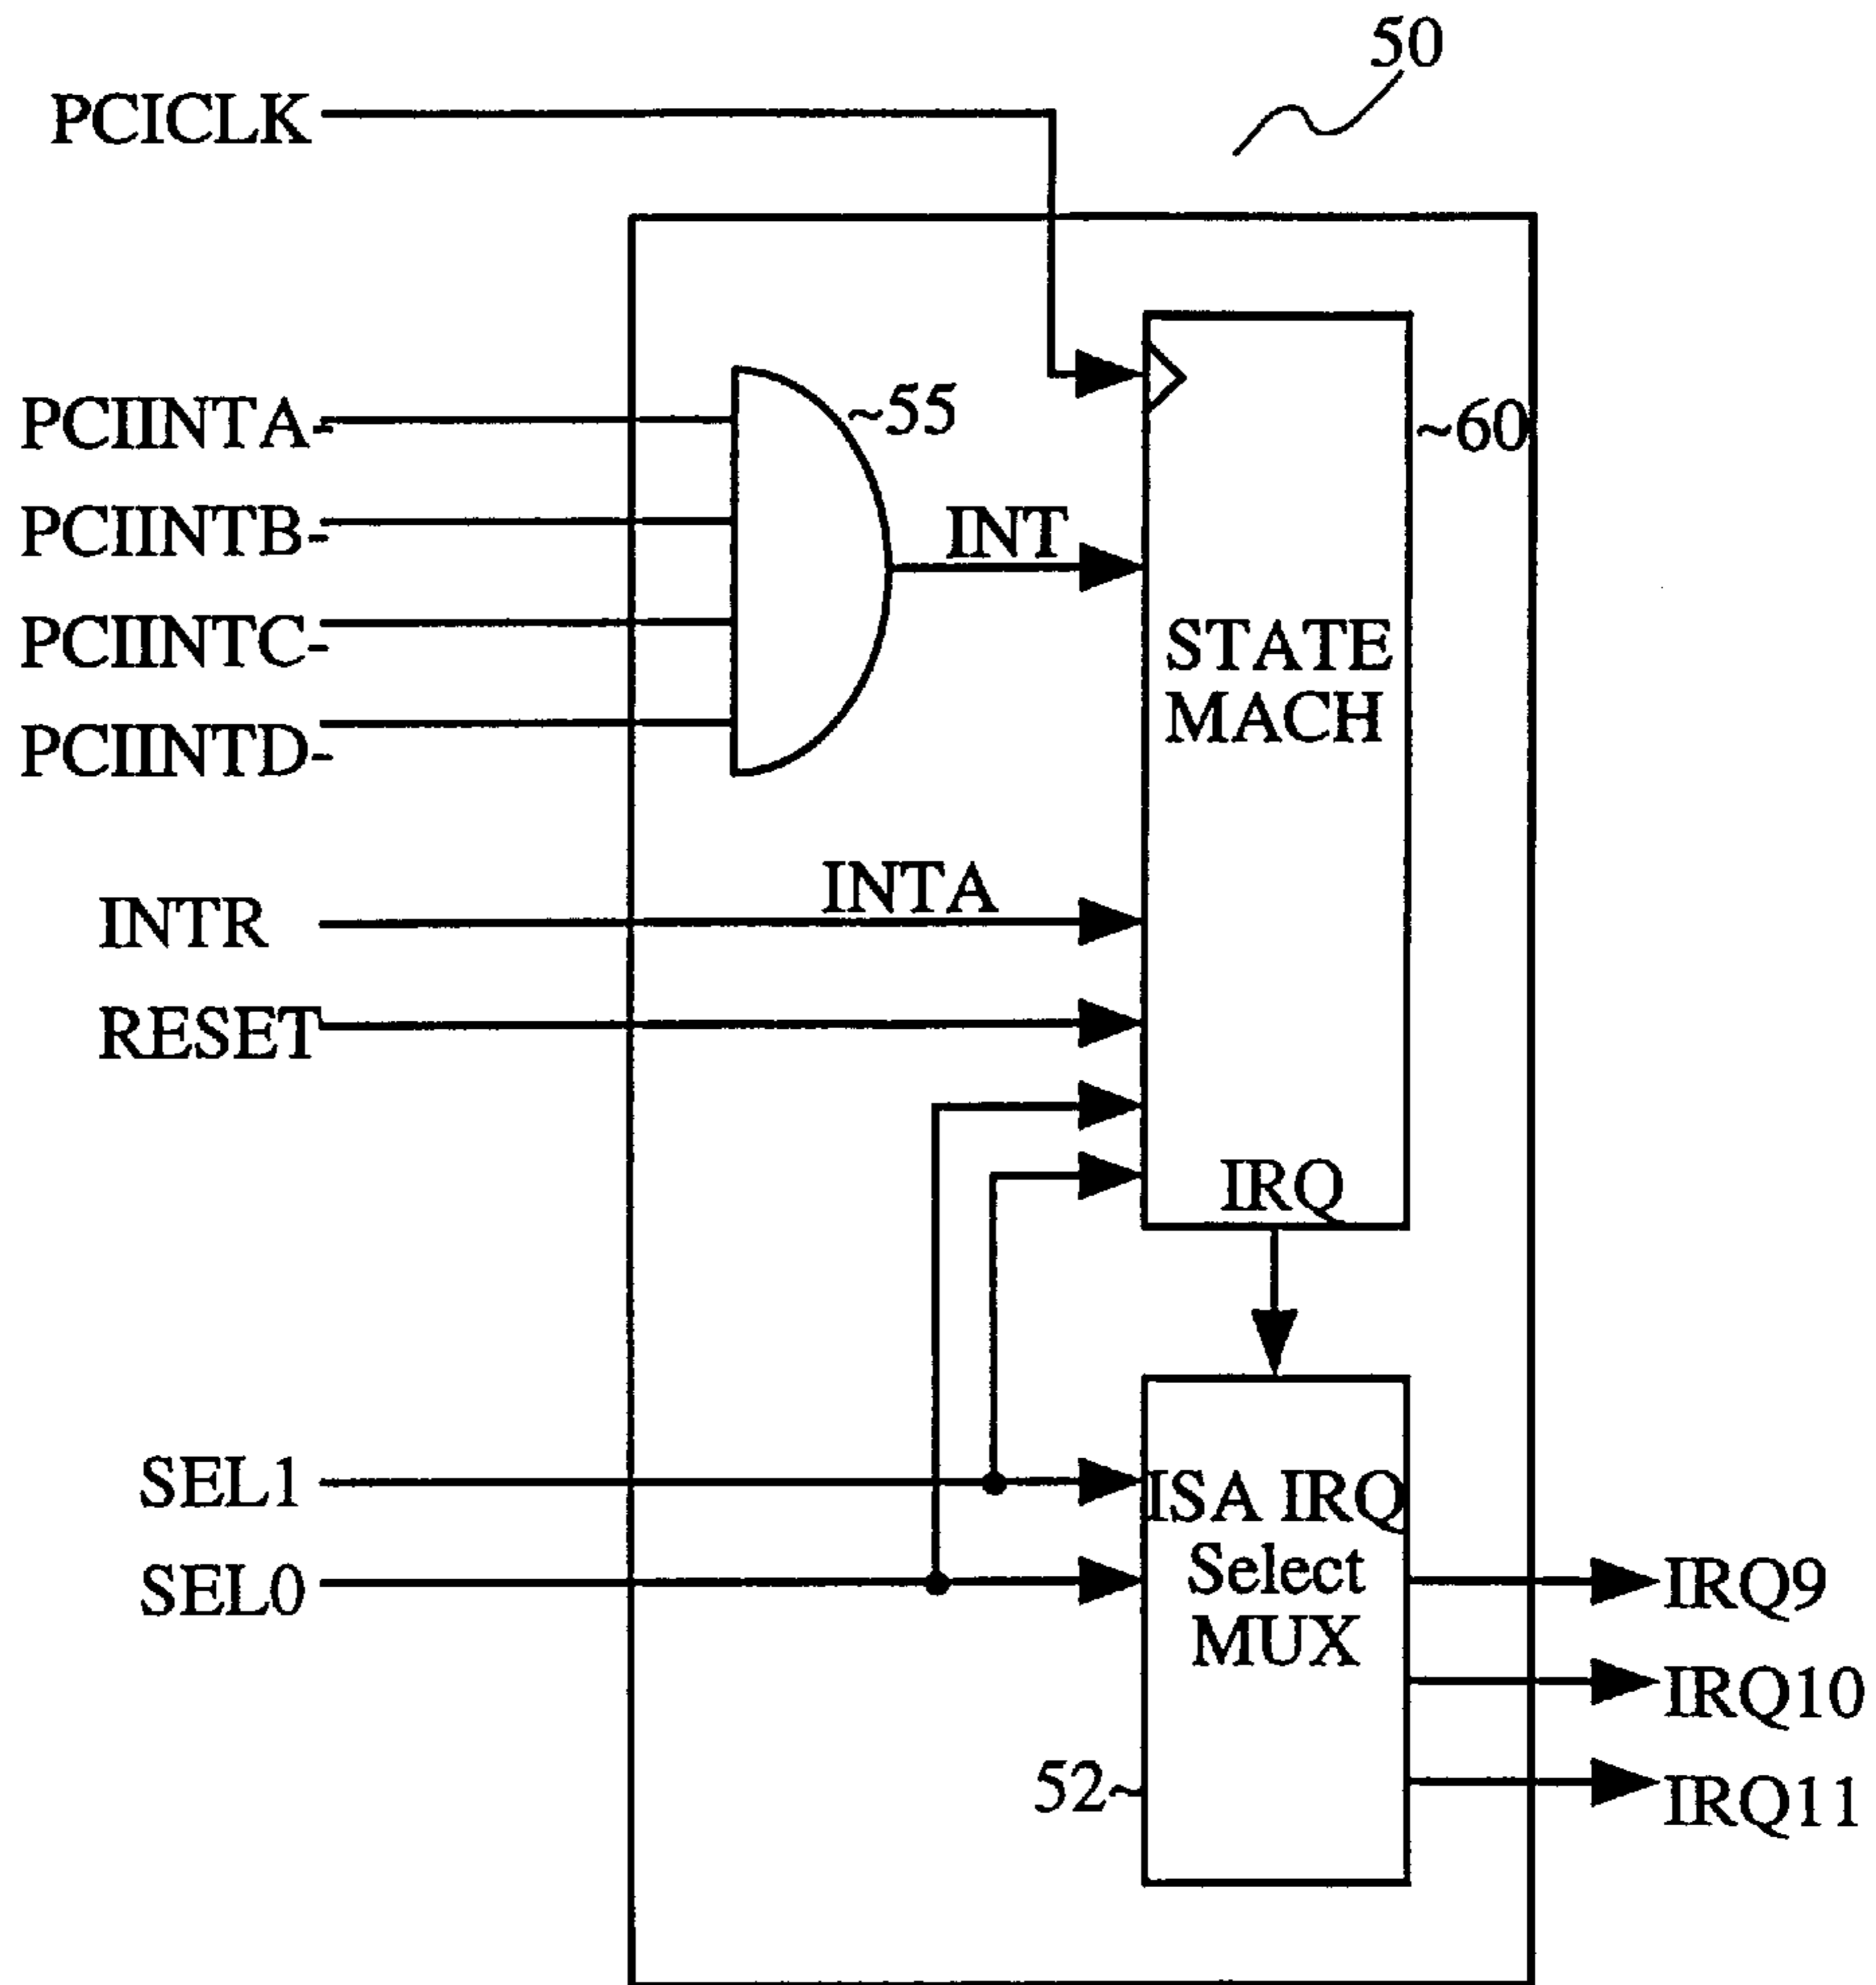 50
PCICLK
~55
~60
PCIINTA-
PCIINTB-
PCIINTC-
PCIINTD-
INT
STATE
MACH
INTR
INTA
RESET
IRQ
SEL1
SEL0
ISA IRQ
Select
MUX
52~
IRQ9
IRQ10
IRQ11